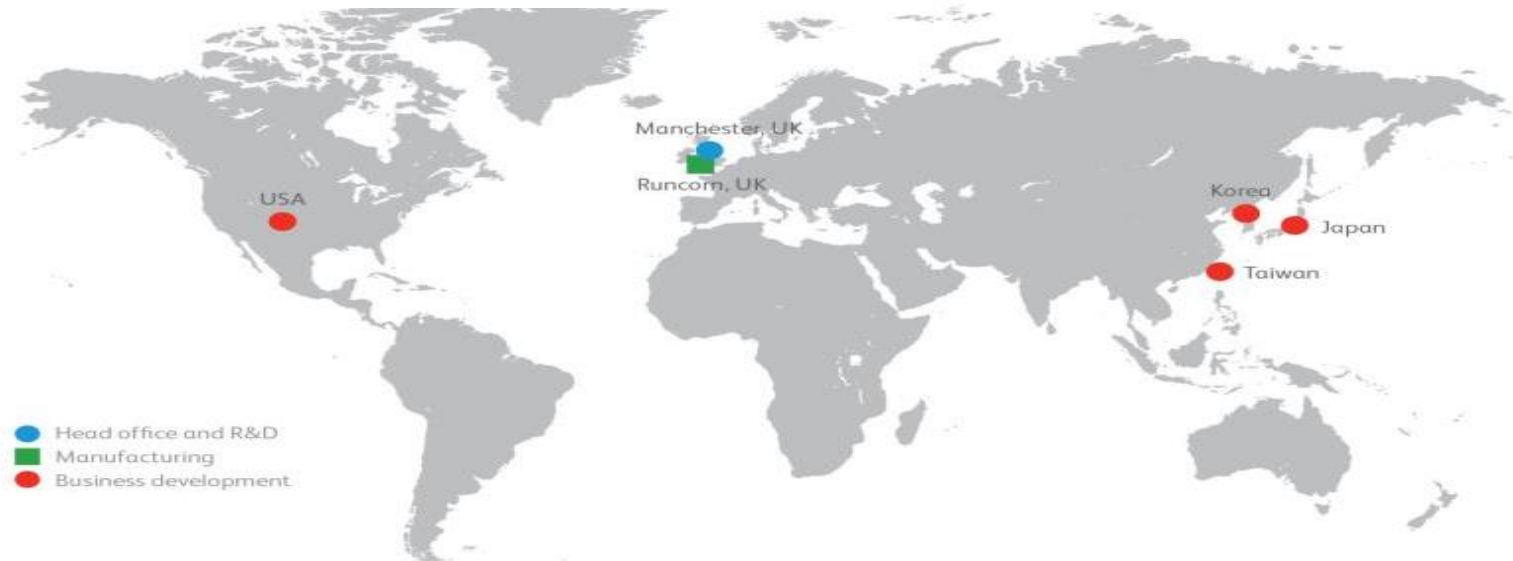 Manchester, UK
Runcorn, UK
USA
Korea
Japan
Taiwan
Head office and R&D
Manufacturing
Business development